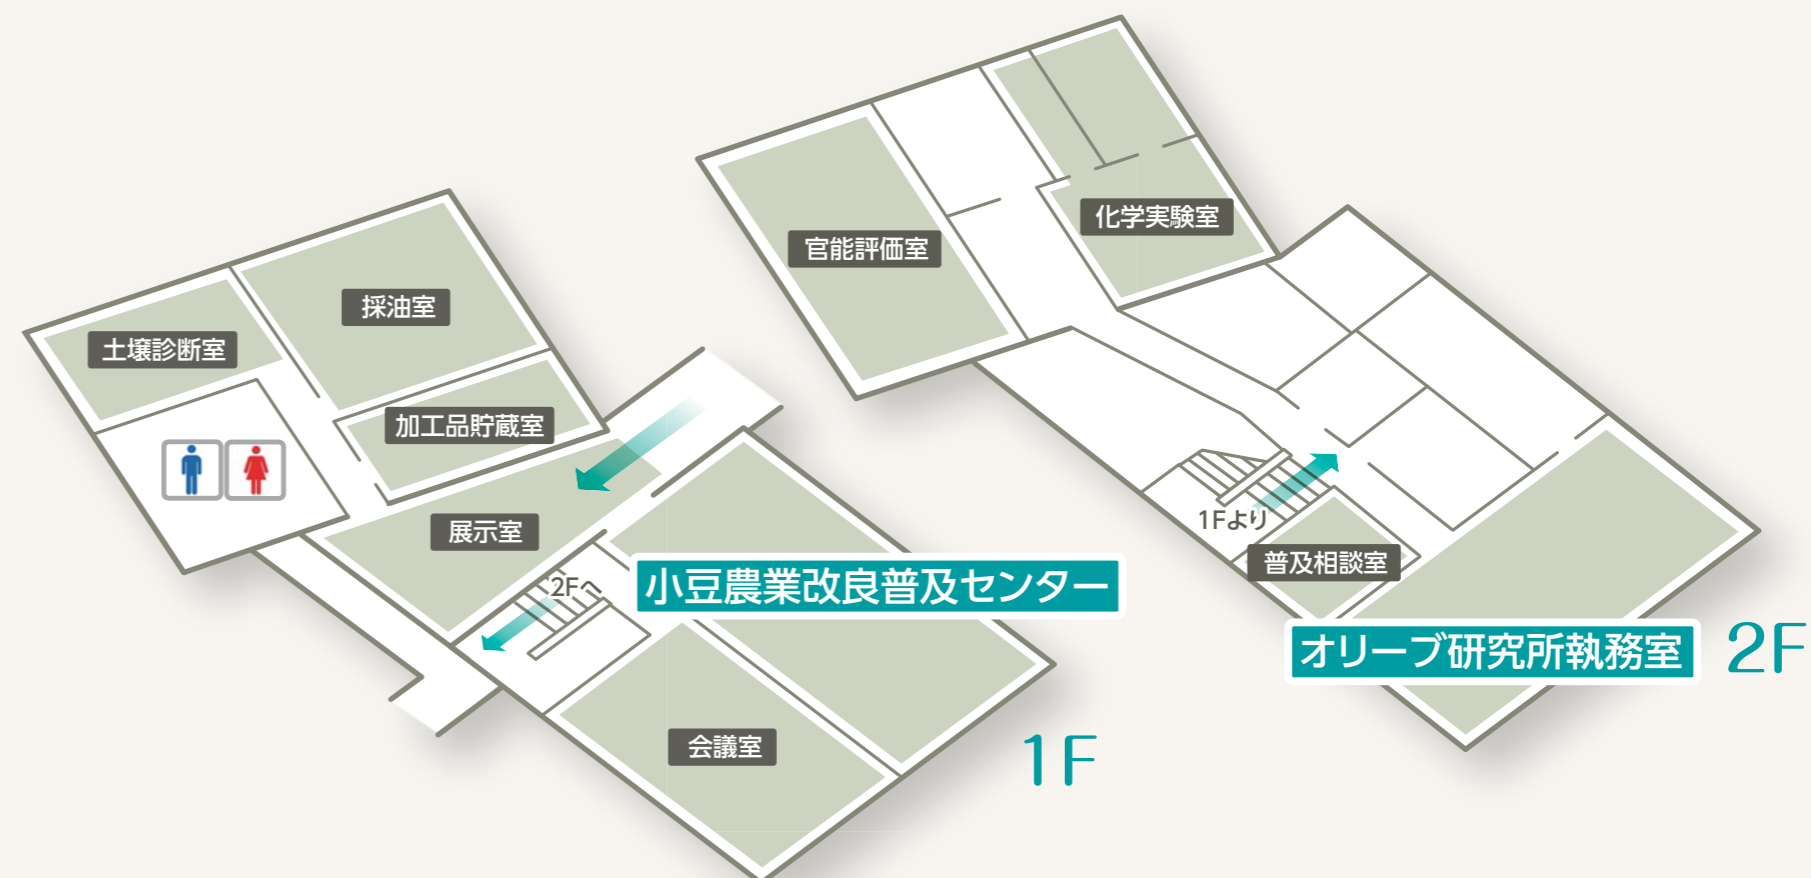 採油室
土壌診断室
加工品貯蔵室
展示室
2Fへ
小豆農業改良普及センター
会議室
1F
化学実験室
官能評価室
1Fより
普及相談室
オリーブ研究所執務室
2F